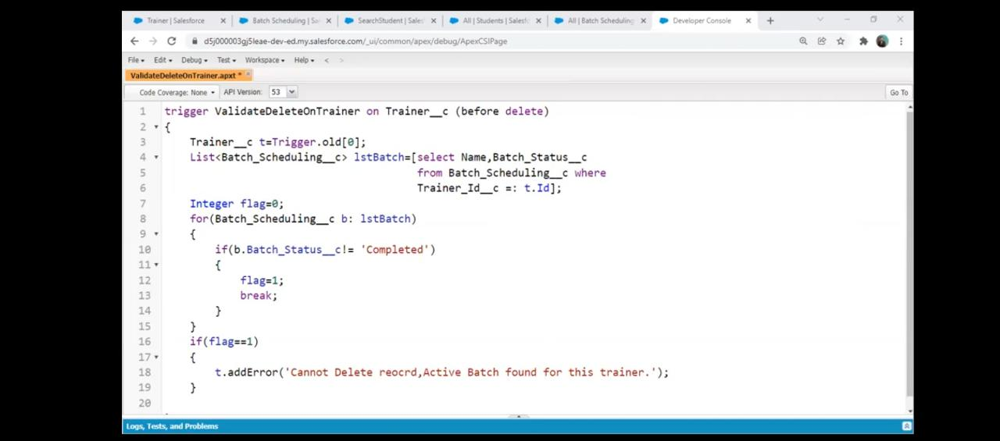 Trainer | Salesforce
Batch Scheduling | Sa
SearchStudent | Sales
All | Students | Salesfo
All | Batch Scheduling
Developer Console
d5j000003gj5leae-dev-ed.my.salesforce.com/_ui/common/apex/debug/ApexCSIPage
File Edit Debug Test Workspace Help < >
ValidateDeleteOnTrainer.apxt *
Code Coverage: None API Version: 53 Go To
1 trigger ValidateDeleteOnTrainer on Trainer__c (before delete)
2 {
3 Trainer__c t=Trigger.old[0];
4 List<Batch_Scheduling__c> lstBatch=[select Name,Batch_Status__c
5 from Batch_Scheduling__c where
6 Trainer_Id__c =: t.Id];
7 Integer flag=0;
8 for(Batch_Scheduling__c b: lstBatch)
9 {
10 if(b.Batch_Status__c!= 'Completed')
11 {
12 flag=1;
13 break;
14 }
15 }
16 if(flag==1)
17 {
18 t.addError('Cannot Delete reocrd,Active Batch found for this trainer.');
19 }
20
Logs, Tests, and Problems